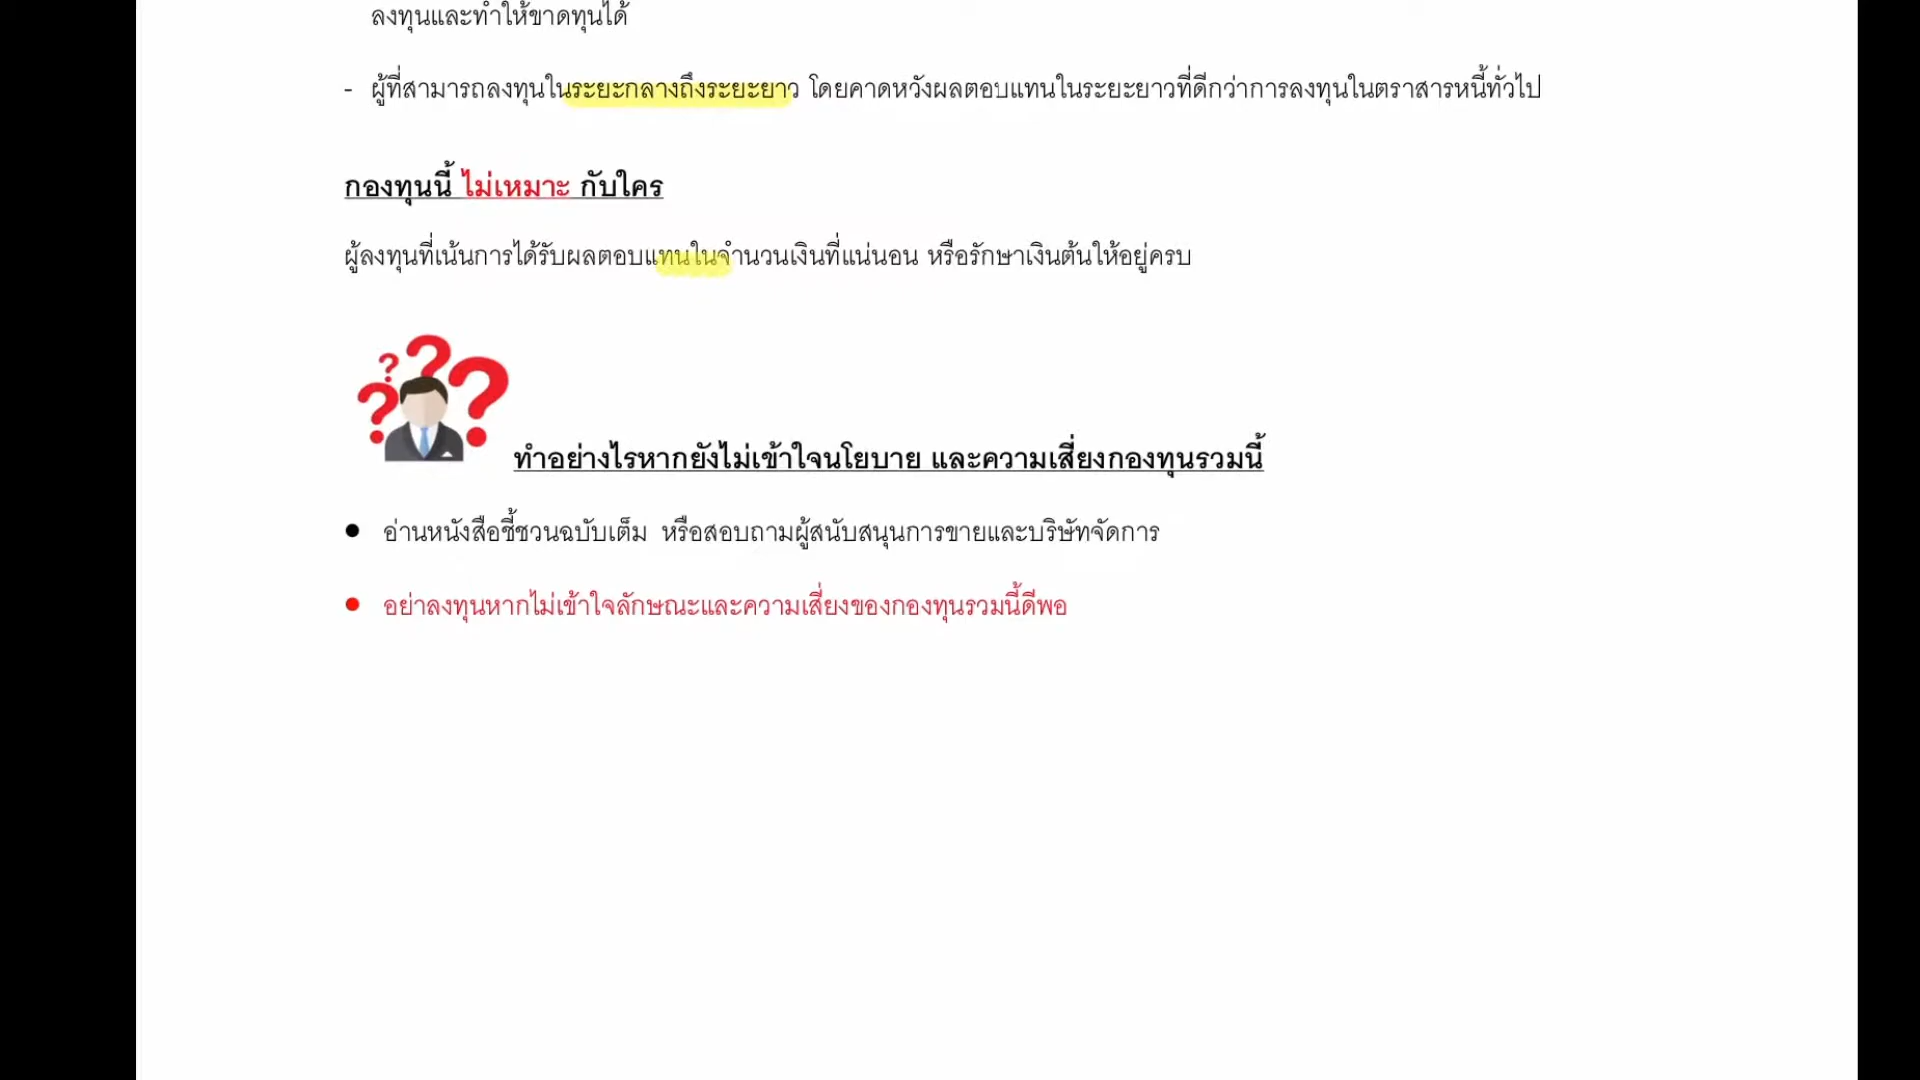 ลงทุนและทำให้ขาดทุนได้
- ผู้ที่สามารถลงทุนในระยะกลางถึงระยะยาว โดยคาดหวังผลตอบแทนในระยะยาวที่ดีกว่าการลงทุนในตราสารหนี้ทั่วไป
กองทุนนี้ ไม่เหมาะ กับใคร
ผู้ลงทุนที่เน้นการได้รับผลตอบแทนในจำนวนเงินที่แน่นอน หรือรักษาเงินต้นให้อยู่ครบ
? ? ? ?
ทำอย่างไรหากยังไม่เข้าใจนโยบาย และความเสี่ยงกองทุนรวมนี้
● อ่านหนังสือชี้ชวนฉบับเต็ม หรือสอบถามผู้สนับสนุนการขายและบริษัทจัดการ
● อย่าลงทุนหากไม่เข้าใจลักษณะและความเสี่ยงของกองทุนรวมนี้ดีพอ